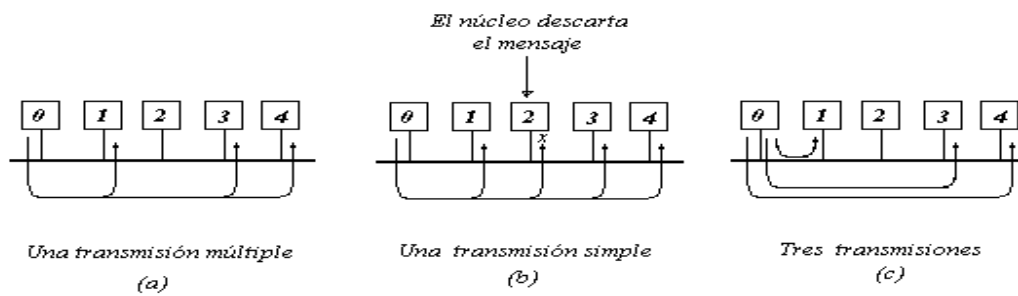 El núcleo descarta
el mensaje
0 1 2 3 4
0 1 2 3 4
x
0 1 2 3 4
Una transmisión múltiple
(a)
Una transmisión simple
(b)
Tres transmisiones
(c)